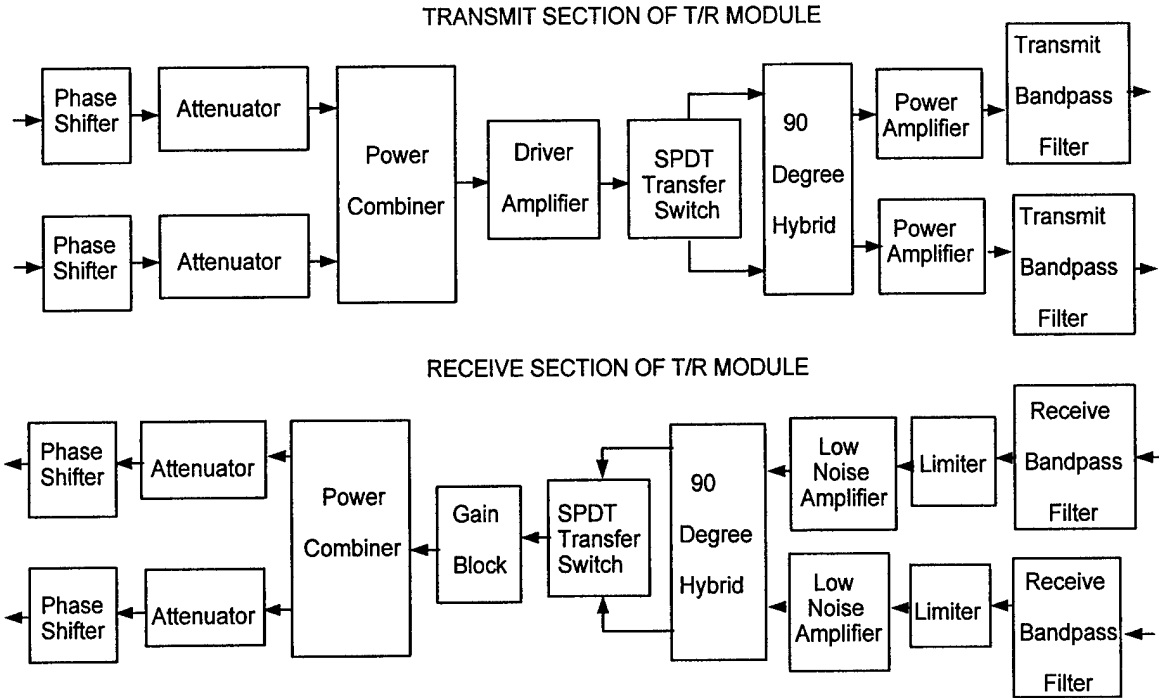 TRANSMIT SECTION OF T/R MODULE
Phase
Shifter
Attenuator
Power
Combiner
Driver
Amplifier
SPDT
Transfer
Switch
90
Degree
Hybrid
Power
Amplifier
Transmit
Bandpass
Filter
Phase
Shifter
Attenuator
Power
Amplifier
Transmit
Bandpass
Filter
RECEIVE SECTION OF T/R MODULE
Phase
Shifter
Attenuator
Power
Combiner
Gain
Block
SPDT
Transfer
Switch
90
Degree
Hybrid
Low
Noise
Amplifier
Limiter
Receive
Bandpass
Filter
Phase
Shifter
Attenuator
Low
Noise
Amplifier
Limiter
Receive
Bandpass
Filter